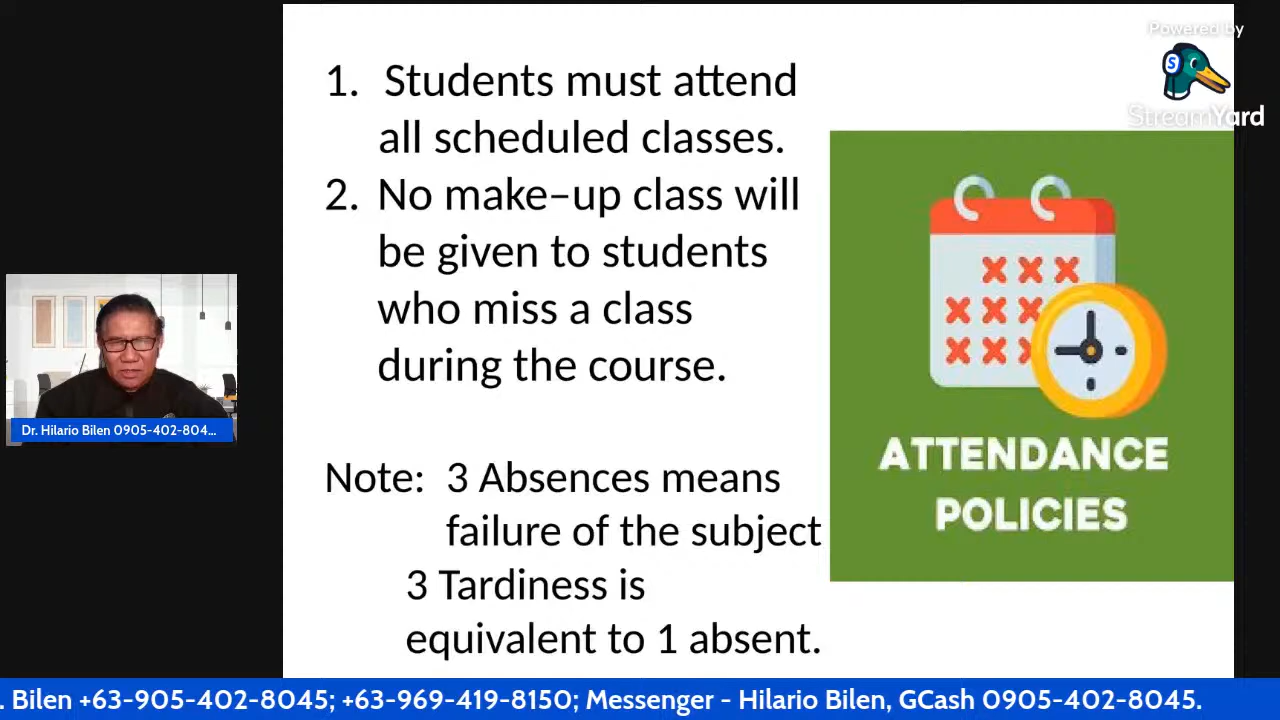 Powered by
StreamYard
1. Students must attend
all scheduled classes.
2. No make–up class will
be given to students
who miss a class
during the course.
Note: 3 Absences means
failure of the subject
3 Tardiness is
equivalent to 1 absent.
ATTENDANCE
POLICIES
Dr. Hilario Bilen 0905-402-804...
. Bilen +63-905-402-8045; +63-969-419-8150; Messenger - Hilario Bilen, GCash 0905-402-8045.